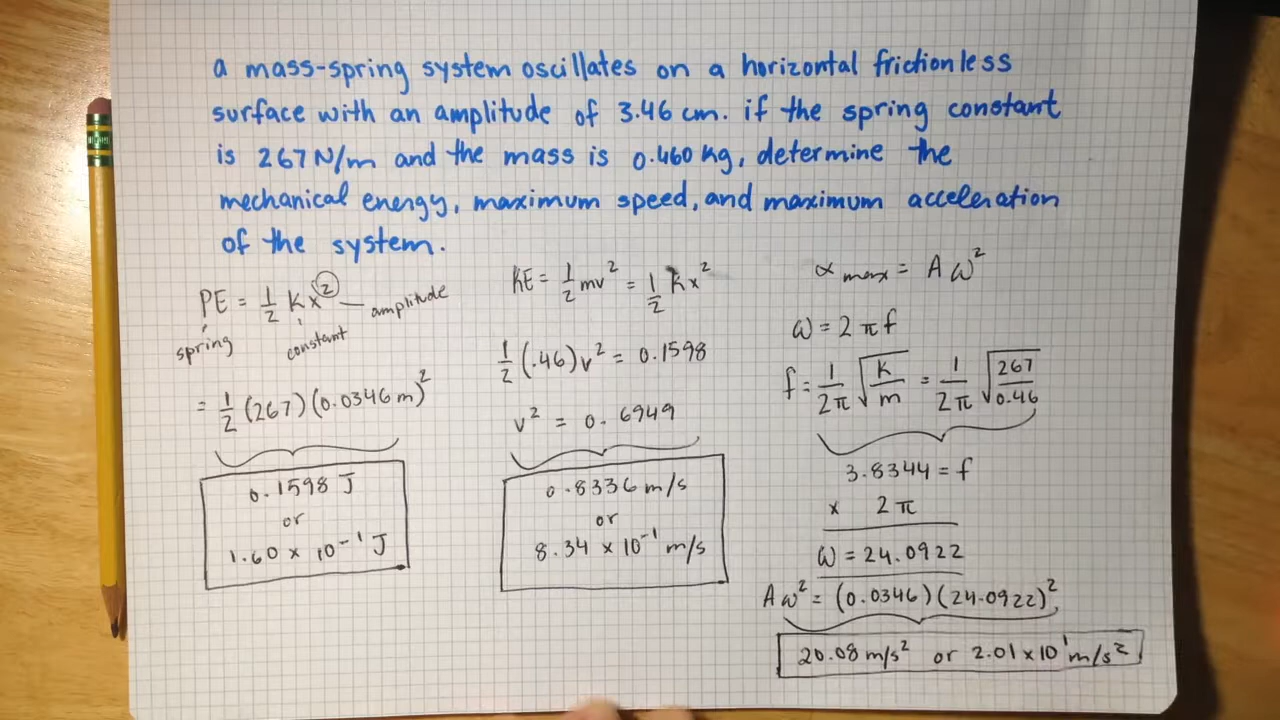 a mass-spring system oscillates on a horizontal frictionless
surface with an amplitude of 3.46 cm. if the spring constant
is 267 N/m and the mass is 0.460 kg, determine the
mechanical energy, maximum speed, and maximum acceleration
of the system.
PE = 1/2 Kx² — amplitude
spring
constant
= 1/2 (267)(0.0346 m)²
0.1598 J
or
1.60 × 10⁻¹ J
KE = 1/2 mv² = 1/2 kx²
1/2 (.46)v² = 0.1598
v² = 0.6949
0.8336 m/s
or
8.34 × 10⁻¹ m/s
∝ max = Aω²
ω = 2πf
f = 1/2π √K/m = 1/2π √267/0.46
3.8344 = f
x 2π
ω = 24.0922
Aω² = (0.0346)(24.0922)²
20.08 m/s² or 2.01 x 10¹ m/s²